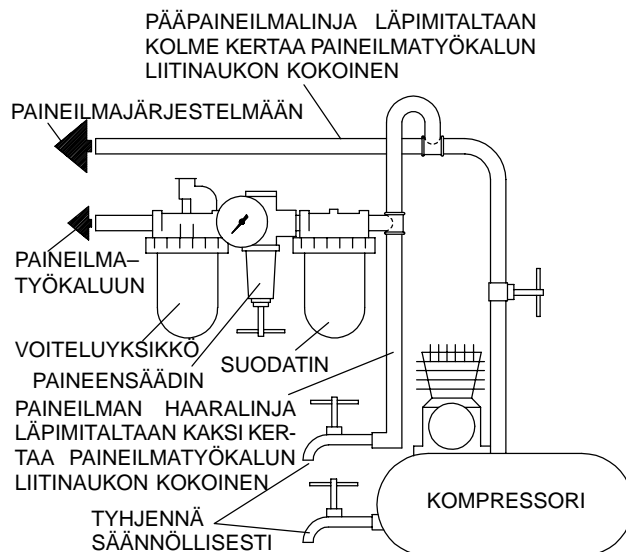 PÄÄPAINEILMALINJA LÄPIMITALTAAN
KOLME KERTAA PAINEILMATYÖKALUN
LIITINAUKON KOKOINEN
PAINEILMAJÄRJESTELMÄÄN
PAINEILMA–
TYÖKALUUN
VOITELUYKSIKKÖ
SUODATIN
PAINEENSÄÄDIN
PAINEILMAN HAARALINJA
LÄPIMITALTAAN KAKSI KER-
TAA PAINEILMATYÖKALUN
LIITINAUKON KOKOINEN
KOMPRESSORI
TYHJENNÄ
SÄÄNNÖLLISESTI